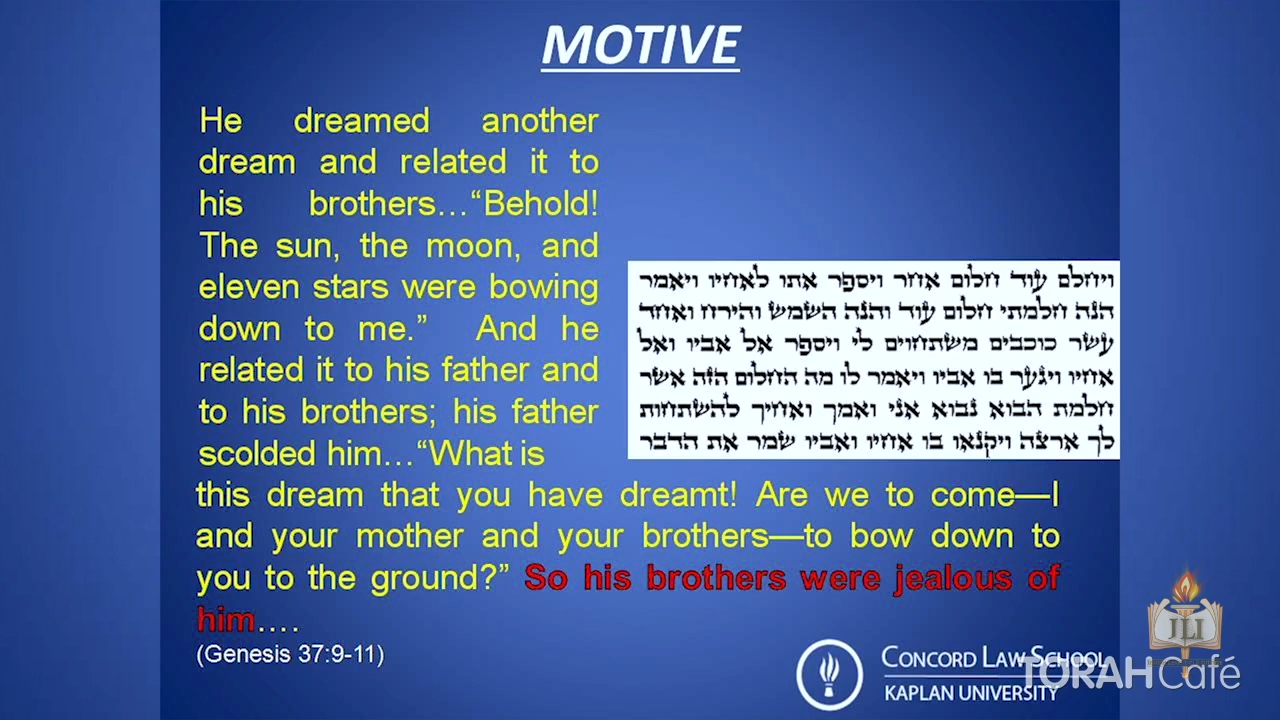 MOTIVE
He dreamed another
dream and related it to
his brothers…“Behold!
The sun, the moon, and
eleven stars were bowing
down to me.” And he
related it to his father and
to his brothers; his father
scolded him…“What is
this dream that you have dreamt! Are we to come—I
and your mother and your brothers—to bow down to
you to the ground?” So his brothers were jealous of
him….
(Genesis 37:9-11)
ויחלם עוד חלום אחר ויספר אתו לאחיו ויאמר
הנה חלמתי חלום עוד והנה השמש והירח ואחד
עשר כוכבים משתחוים לי ויספר אל אביו ואל
אחיו ויגער בו אביו ויאמר לו מה החלום הזה אשר
חלמת הבוא נבוא אני ואמך ואחיך להשתחות
לך ארצה ויקנאו בו אחיו ואביו שמר את הדבר
CONCORD LAW SCHOOL
KAPLAN UNIVERSITY
JLI
TORAHCafé